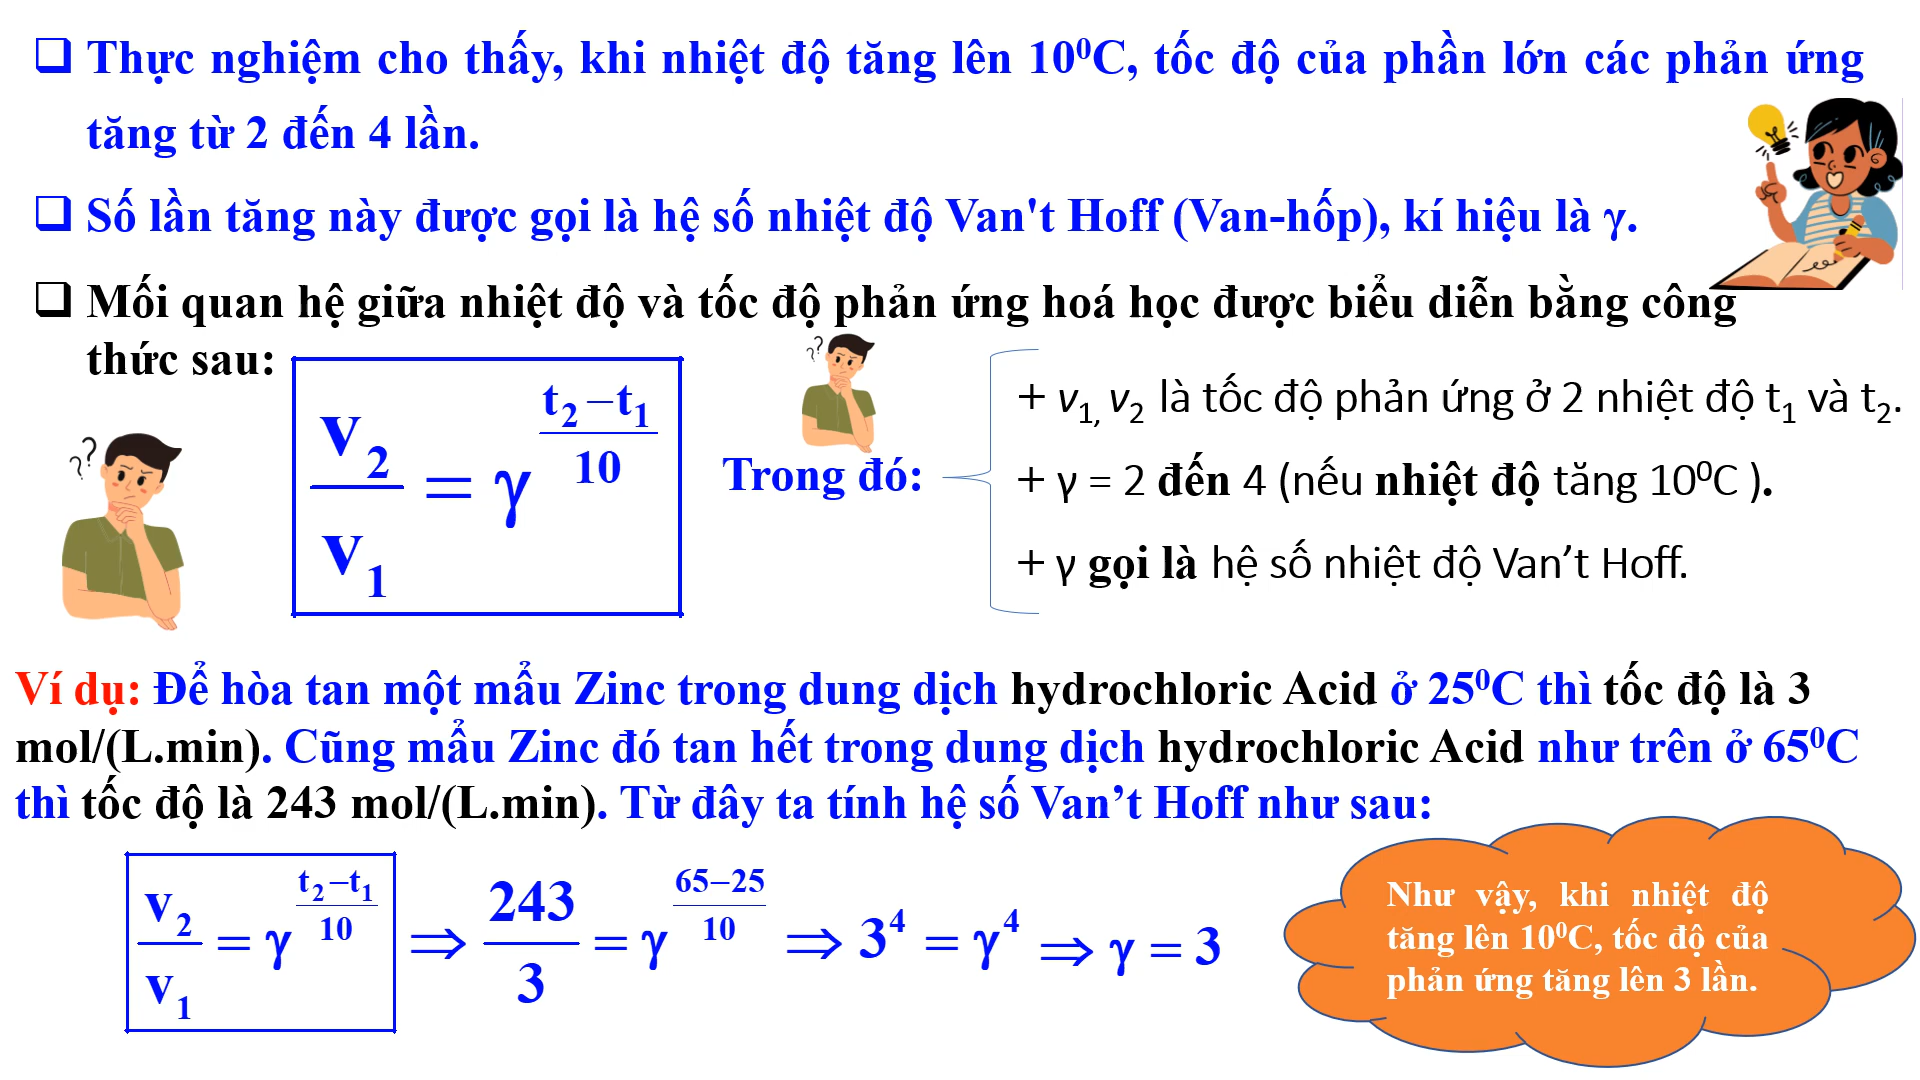 ❑ Thực nghiệm cho thấy, khi nhiệt độ tăng lên 10⁰C, tốc độ của phần lớn các phản ứng
tăng từ 2 đến 4 lần.
❑ Số lần tăng này được gọi là hệ số nhiệt độ Van't Hoff (Van-hốp), kí hiệu là γ.
❑ Mối quan hệ giữa nhiệt độ và tốc độ phản ứng hoá học được biểu diễn bằng công
thức sau:
v₂/v₁ = γ^((t₂−t₁)/10)
??
??
Trong đó:
+ v₁, v₂ là tốc độ phản ứng ở 2 nhiệt độ t₁ và t₂.
+ γ = 2 đến 4 (nếu nhiệt độ tăng 10⁰C ).
+ γ gọi là hệ số nhiệt độ Van’t Hoff.
Ví dụ: Để hòa tan một mẩu Zinc trong dung dịch hydrochloric Acid ở 25⁰C thì tốc độ là 3
mol/(L.min). Cũng mẩu Zinc đó tan hết trong dung dịch hydrochloric Acid như trên ở 65⁰C
thì tốc độ là 243 mol/(L.min). Từ đây ta tính hệ số Van’t Hoff như sau:
v₂/v₁ = γ^((t₂−t₁)/10) ⇒ 243/3 = γ^((65−25)/10) ⇒ 3⁴ = γ⁴ ⇒ γ = 3
Như vậy, khi nhiệt độ
tăng lên 10⁰C, tốc độ của
phản ứng tăng lên 3 lần.